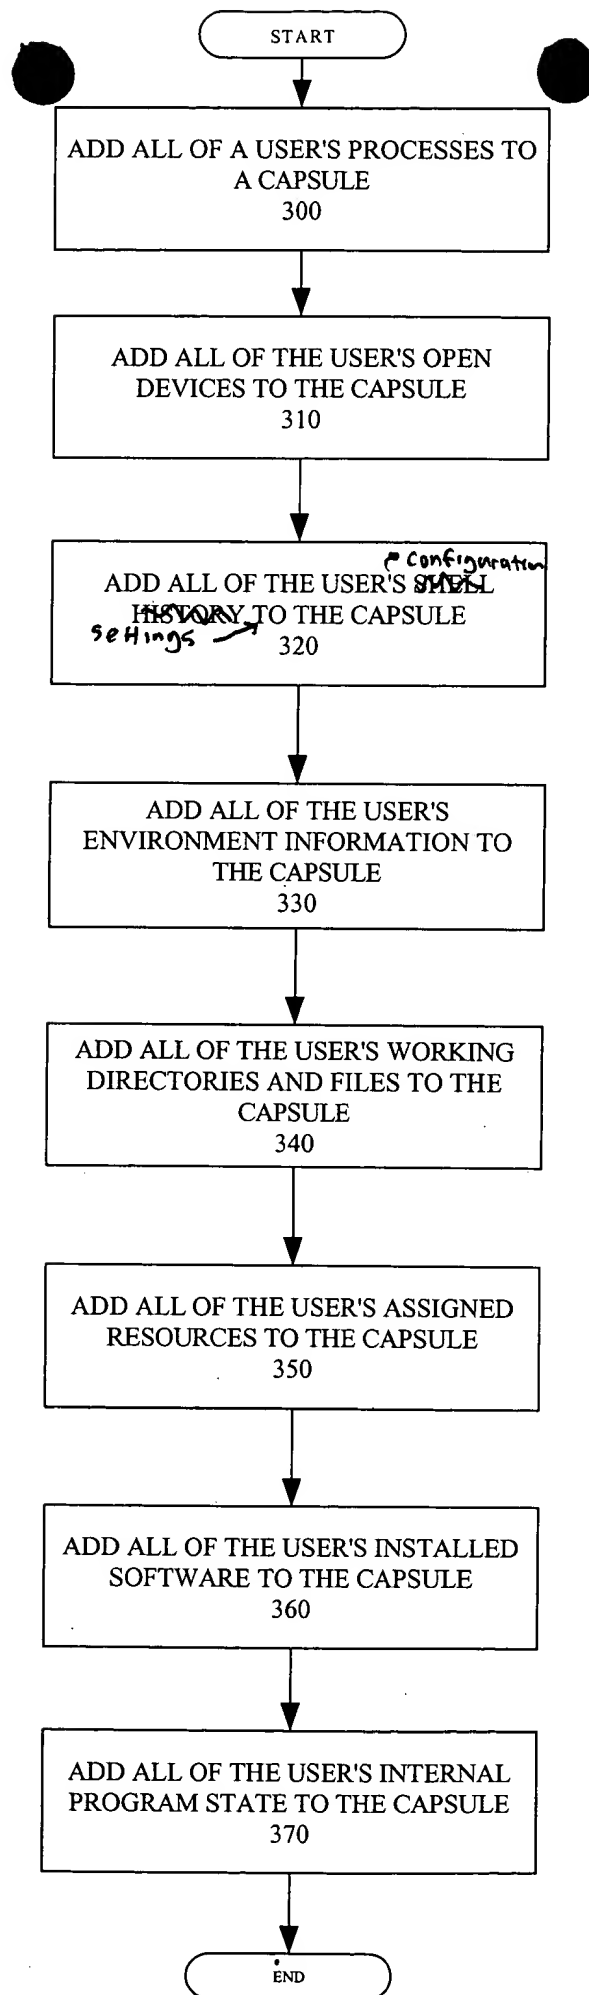 START
ADD ALL OF A USER'S PROCESSES TO
A CAPSULE
300
ADD ALL OF THE USER'S OPEN
DEVICES TO THE CAPSULE
310
configuration
ADD ALL OF THE USER'S SHELL
HISTORY TO THE CAPSULE
settings
320
ADD ALL OF THE USER'S
ENVIRONMENT INFORMATION TO
THE CAPSULE
330
ADD ALL OF THE USER'S WORKING
DIRECTORIES AND FILES TO THE
CAPSULE
340
ADD ALL OF THE USER'S ASSIGNED
RESOURCES TO THE CAPSULE
350
ADD ALL OF THE USER'S INSTALLED
SOFTWARE TO THE CAPSULE
360
ADD ALL OF THE USER'S INTERNAL
PROGRAM STATE TO THE CAPSULE
370
END